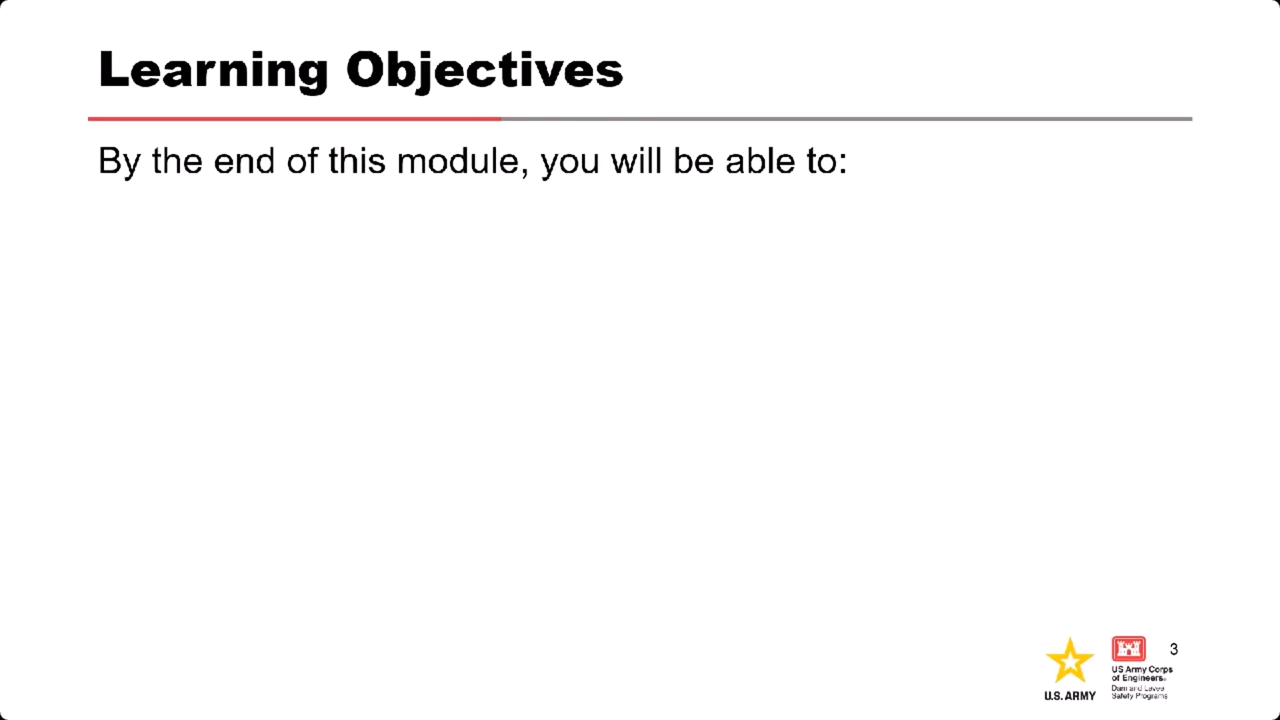 Learning Objectives
By the end of this module, you will be able to:
3
U.S. ARMY
US Army Corps
of Engineers®
Dam and Levee
Safety Programs